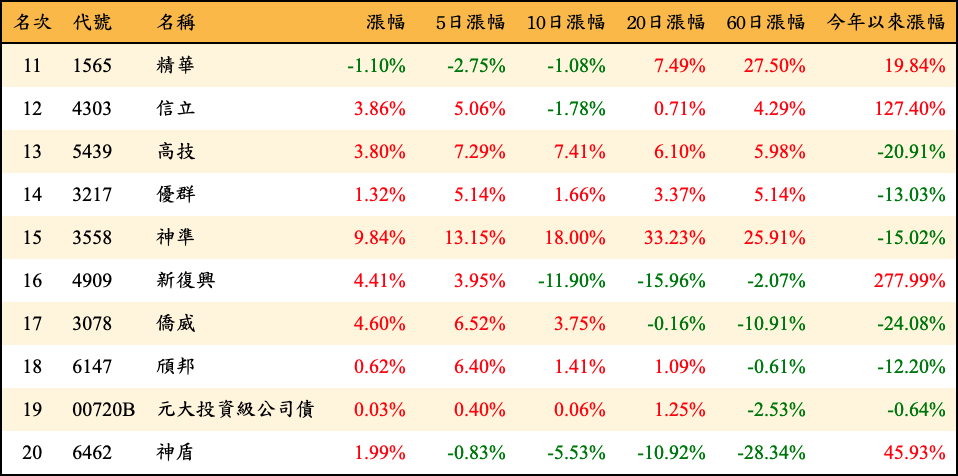 名次 代號 名稱 漲幅 5日漲幅 10日漲幅 20日漲幅 60日漲幅 今年以來漲幅
11 1565 精華 -1.10% -2.75% -1.08% 7.49% 27.50% 19.84%
12 4303 信立 3.86% 5.06% -1.78% 0.71% 4.29% 127.40%
13 5439 高技 3.80% 7.29% 7.41% 6.10% 5.98% -20.91%
14 3217 優群 1.32% 5.14% 1.66% 3.37% 5.14% -13.03%
15 3558 神準 9.84% 13.15% 18.00% 33.23% 25.91% -15.02%
16 4909 新復興 4.41% 3.95% -11.90% -15.96% -2.07% 277.99%
17 3078 僑威 4.60% 6.52% 3.75% -0.16% -10.91% -24.08%
18 6147 頎邦 0.62% 6.40% 1.41% 1.09% -0.61% -12.20%
19 00720B 元大投資級公司債 0.03% 0.40% 0.06% 1.25% -2.53% -0.64%
20 6462 神盾 1.99% -0.83% -5.53% -10.92% -28.34% 45.93%